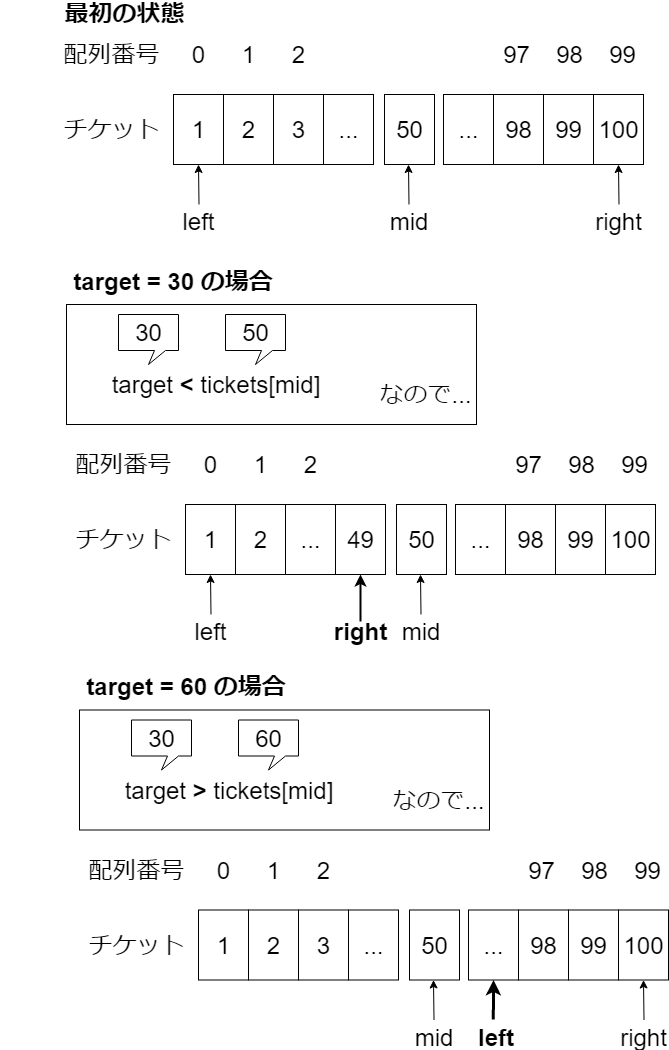 最初の状態
配列番号 0 1 2 97 98 99
チケット 1 2 3 ... 50 ... 98 99 100
left mid right
target = 30 の場合
30 50
target < tickets[mid] なので...
配列番号 0 1 2 97 98 99
チケット 1 2 ... 49 50 ... 98 99 100
left right mid
target = 60 の場合
30 60
target > tickets[mid] なので...
配列番号 0 1 2 97 98 99
チケット 1 2 3 ... 50 ... 98 99 100
mid left right